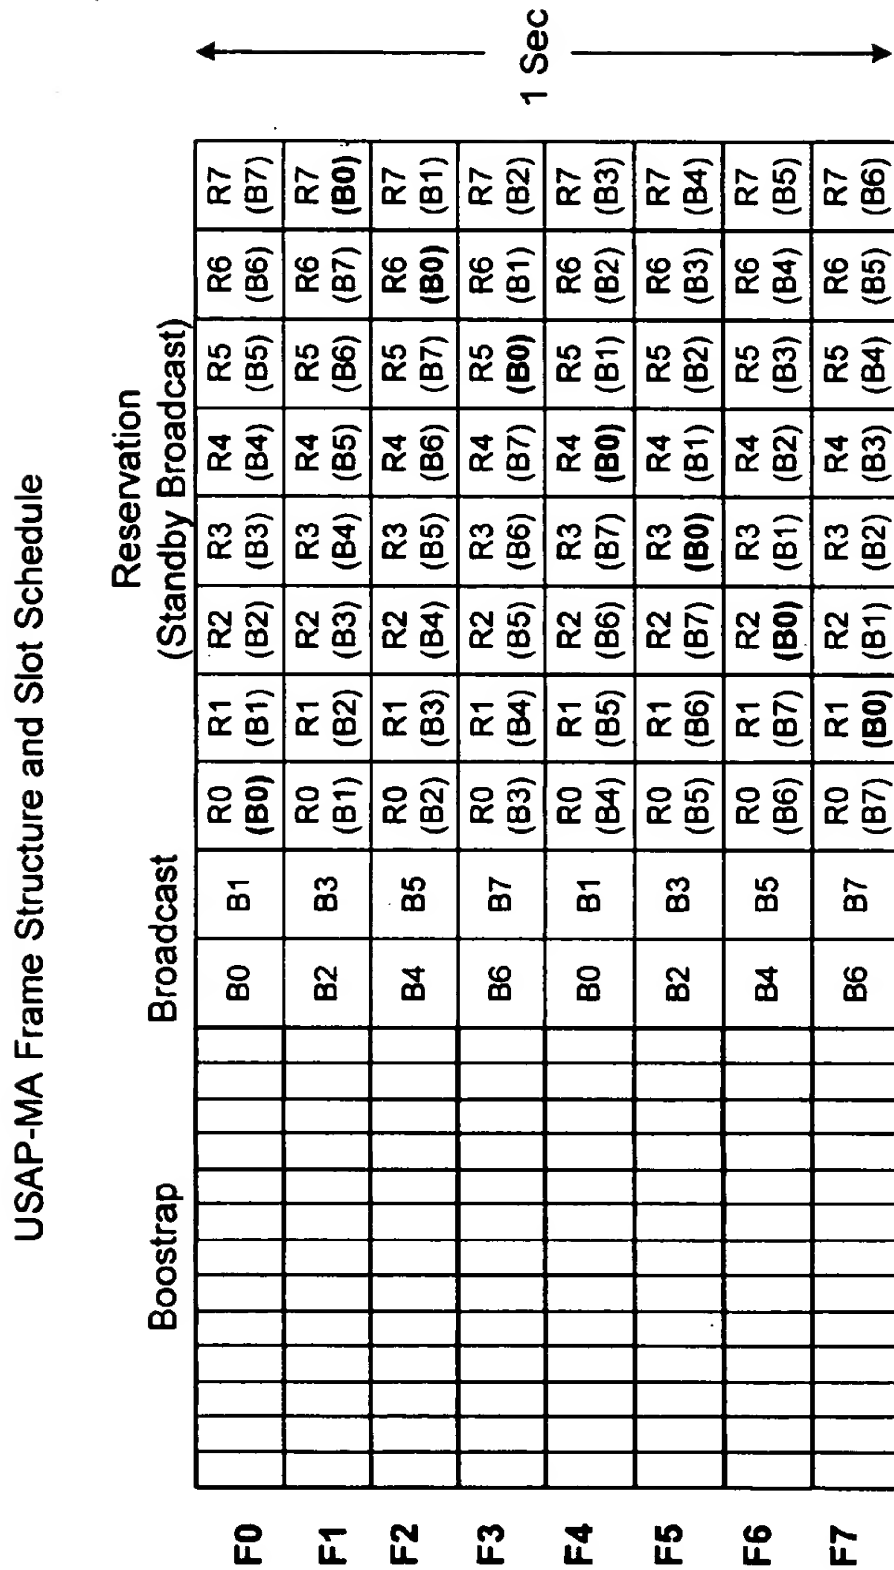 USAP-MA Frame Structure and Slot Schedule
Boostrap
Broadcast
Reservation
(Standby Broadcast)
F0 B0 B1 R0 R1 R2 R3 R4 R5 R6 R7
(B0) (B1) (B2) (B3) (B4) (B5) (B6) (B7)
F1 B2 B3 R0 R1 R2 R3 R4 R5 R6 R7
(B1) (B2) (B3) (B4) (B5) (B6) (B7) (B0)
F2 B4 B5 R0 R1 R2 R3 R4 R5 R6 R7
(B2) (B3) (B4) (B5) (B6) (B7) (B0) (B1)
F3 B6 B7 R0 R1 R2 R3 R4 R5 R6 R7
(B3) (B4) (B5) (B6) (B7) (B0) (B1) (B2)
F4 B0 B1 R0 R1 R2 R3 R4 R5 R6 R7
(B4) (B5) (B6) (B7) (B0) (B1) (B2) (B3)
F5 B2 B3 R0 R1 R2 R3 R4 R5 R6 R7
(B5) (B6) (B7) (B0) (B1) (B2) (B3) (B4)
F6 B4 B5 R0 R1 R2 R3 R4 R5 R6 R7
(B6) (B7) (B0) (B1) (B2) (B3) (B4) (B5)
F7 B6 B7 R0 R1 R2 R3 R4 R5 R6 R7
(B7) (B0) (B1) (B2) (B3) (B4) (B5) (B6)
1 Sec